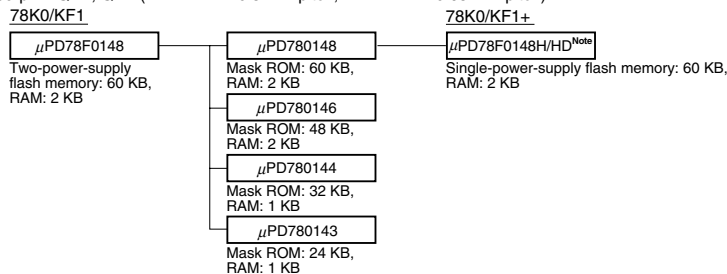 78K0/KF1
78K0/KF1+
μPD78F0148
μPD780148
μPD78F0148H/HDNote
Two-power-supply
flash memory: 60 KB,
RAM: 2 KB
Mask ROM: 60 KB,
RAM: 2 KB
Single-power-supply flash memory: 60 KB,
RAM: 2 KB
μPD780146
Mask ROM: 48 KB,
RAM: 2 KB
μPD780144
Mask ROM: 32 KB,
RAM: 1 KB
μPD780143
Mask ROM: 24 KB,
RAM: 1 KB